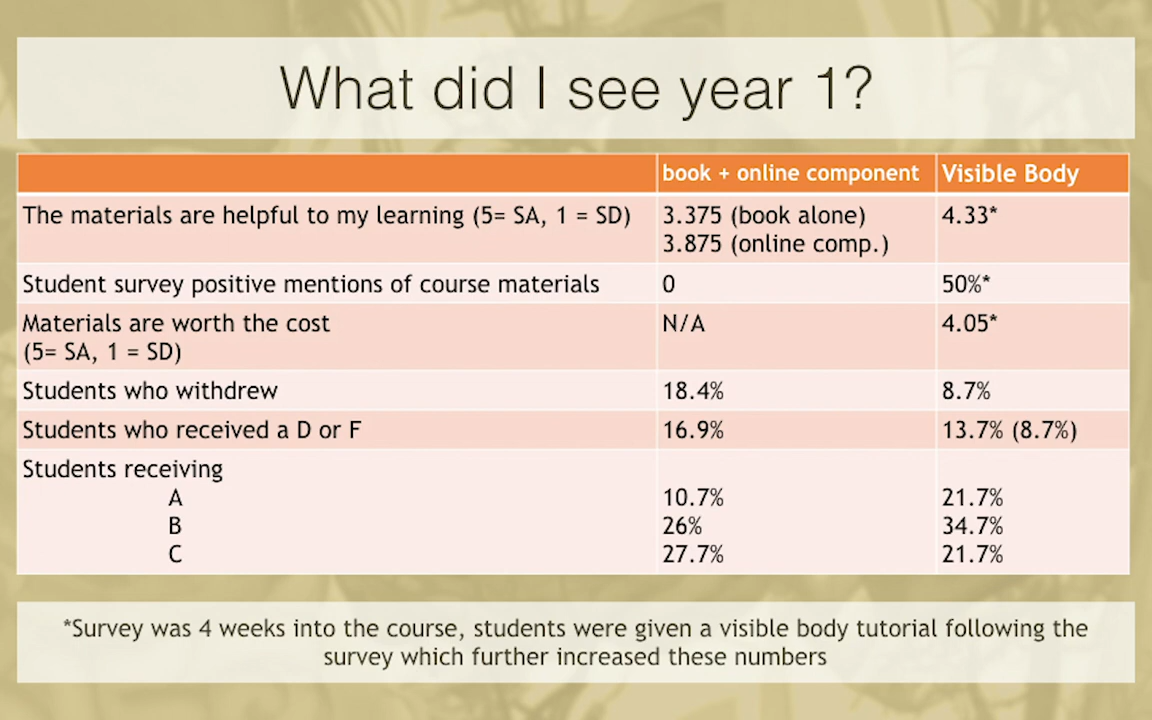 What did I see year 1?
book + online component
Visible Body
The materials are helpful to my learning (5= SA, 1 = SD)
3.375 (book alone)
3.875 (online comp.)
4.33*
Student survey positive mentions of course materials
0
50%*
Materials are worth the cost
(5= SA, 1 = SD)
N/A
4.05*
Students who withdrew
18.4%
8.7%
Students who received a D or F
16.9%
13.7% (8.7%)
Students receiving
A
10.7%
21.7%
B
26%
34.7%
C
27.7%
21.7%
*Survey was 4 weeks into the course, students were given a visible body tutorial following the
survey which further increased these numbers